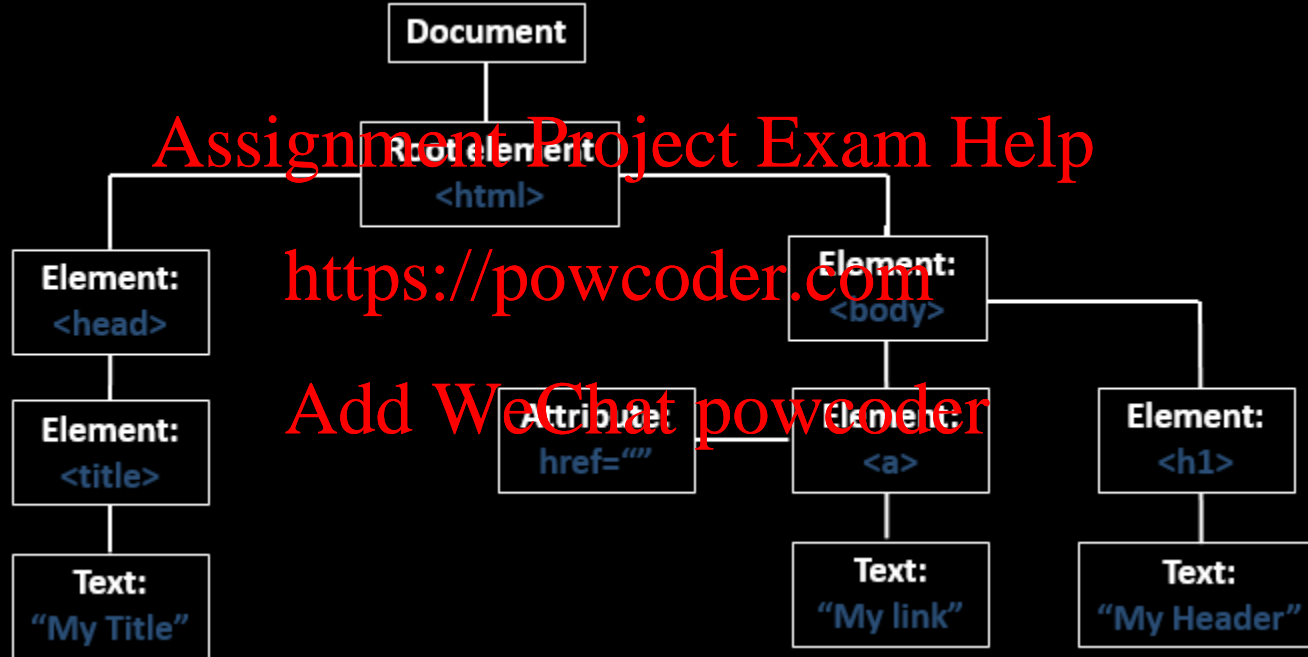 Document
Assignment Project Exam Help
Root element
<html>
https://powcoder.com
Element:
<head>
Element:
<body>
Add WeChat powcoder
Element:
<title>
Attribute:
href=“”
Element:
<a>
Element:
<h1>
Text:
“My Title”
Text:
“My link”
Text:
“My Header”